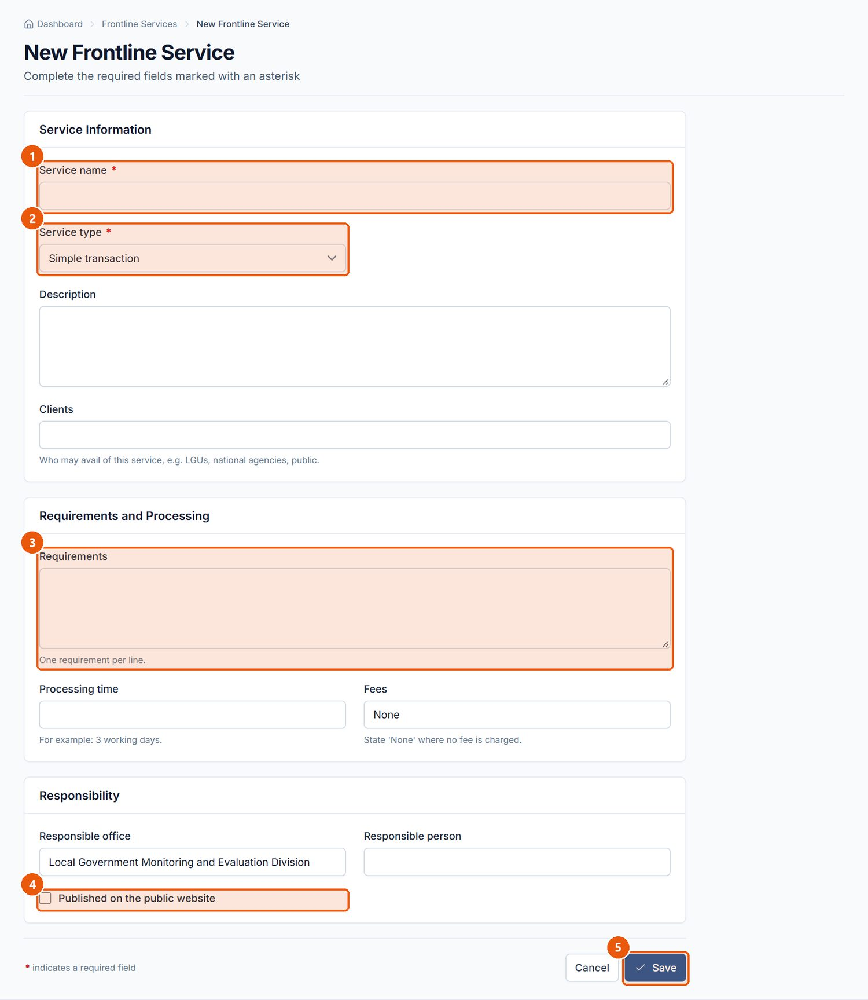 Dashboard > Frontline Services > New Frontline Service
New Frontline Service
Complete the required fields marked with an asterisk
Service Information
1
Service name *
2
Service type *
Simple transaction
Description
Clients
Who may avail of this service, e.g. LGUs, national agencies, public.
Requirements and Processing
3
Requirements
One requirement per line.
Processing time Fees
None
For example: 3 working days. State 'None' where no fee is charged.
Responsibility
Responsible office Responsible person
Local Government Monitoring and Evaluation Division
4
Published on the public website
5
* indicates a required field Cancel Save